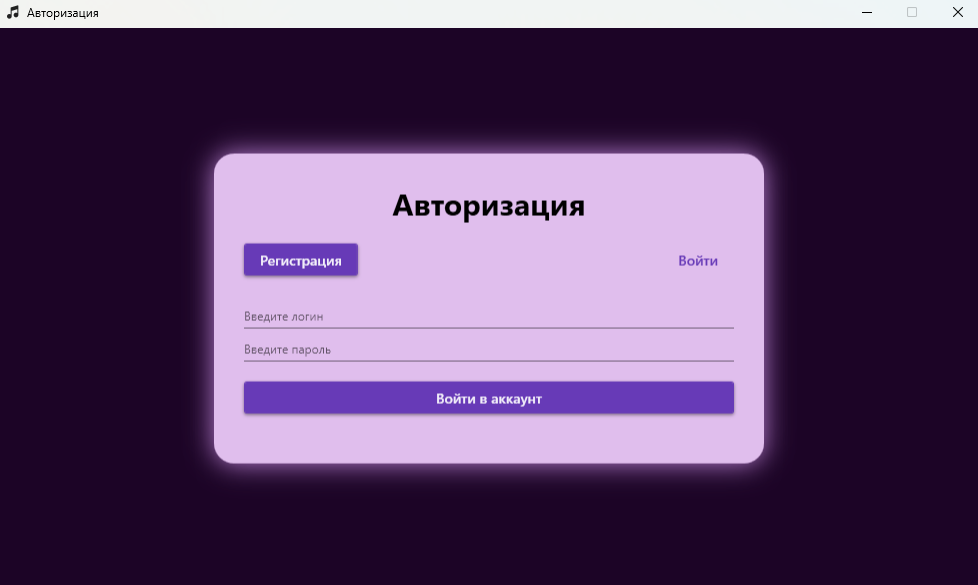 Авторизация
Авторизация
Регистрация
Войти
Введите логин
Введите пароль
Войти в аккаунт